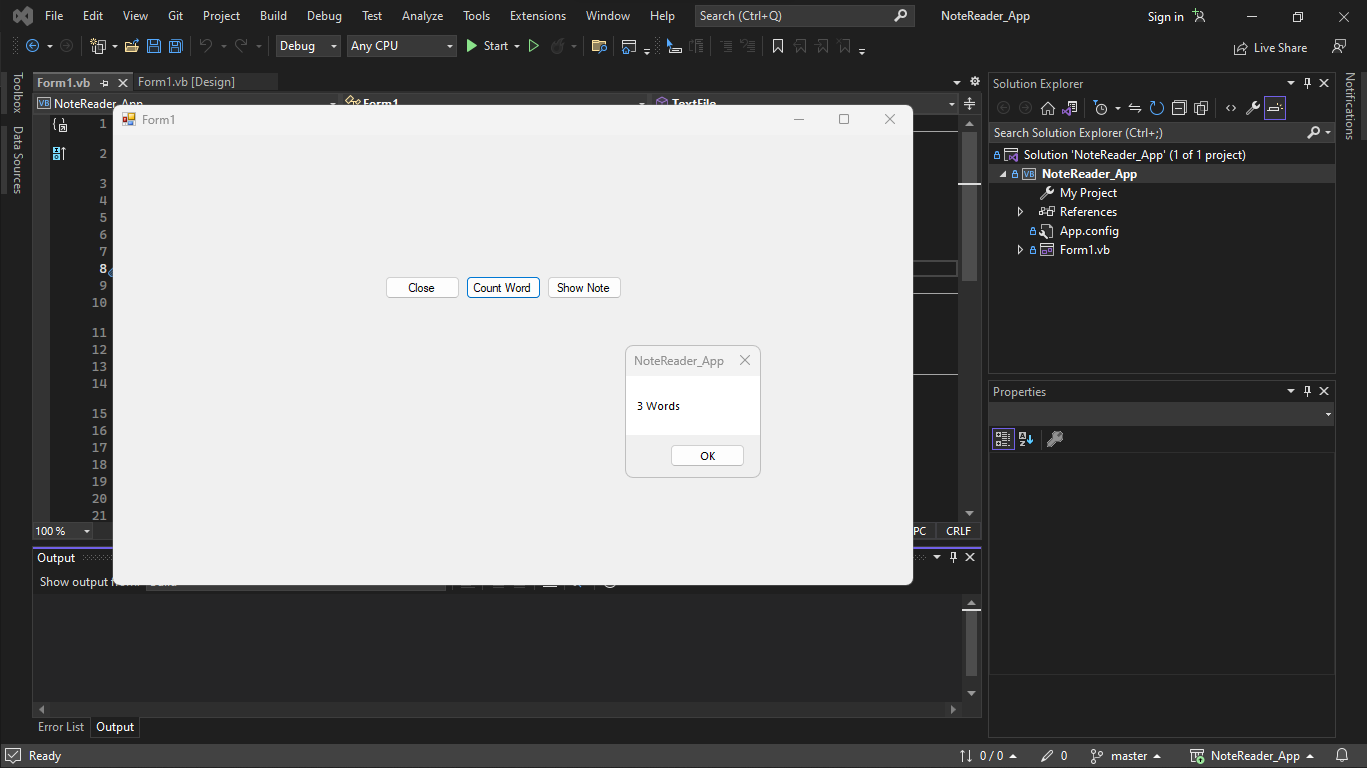 File Edit View Git Project Build Debug Test Analyze Tools Extensions Window Help Search (Ctrl+Q) NoteReader_App Sign in
Debug Any CPU Start Live Share
Toolbox
Data Sources
Form1.vb Form1.vb [Design]
VB NoteReader_App Form1 TextFile
1
2
3
4
5
6
7
8
9
10
11
12
13
14
15
16
17
18
19
20
21
Form1
Close Count Word Show Note
NoteReader_App
3 Words
OK
100 % PC CRLF
Output
Show output
Error List Output
Solution Explorer
Search Solution Explorer (Ctrl+;)
Solution 'NoteReader_App' (1 of 1 project)
VB NoteReader_App
My Project
References
App.config
Form1.vb
Properties
Notifications
Ready 0 / 0 0 master NoteReader_App